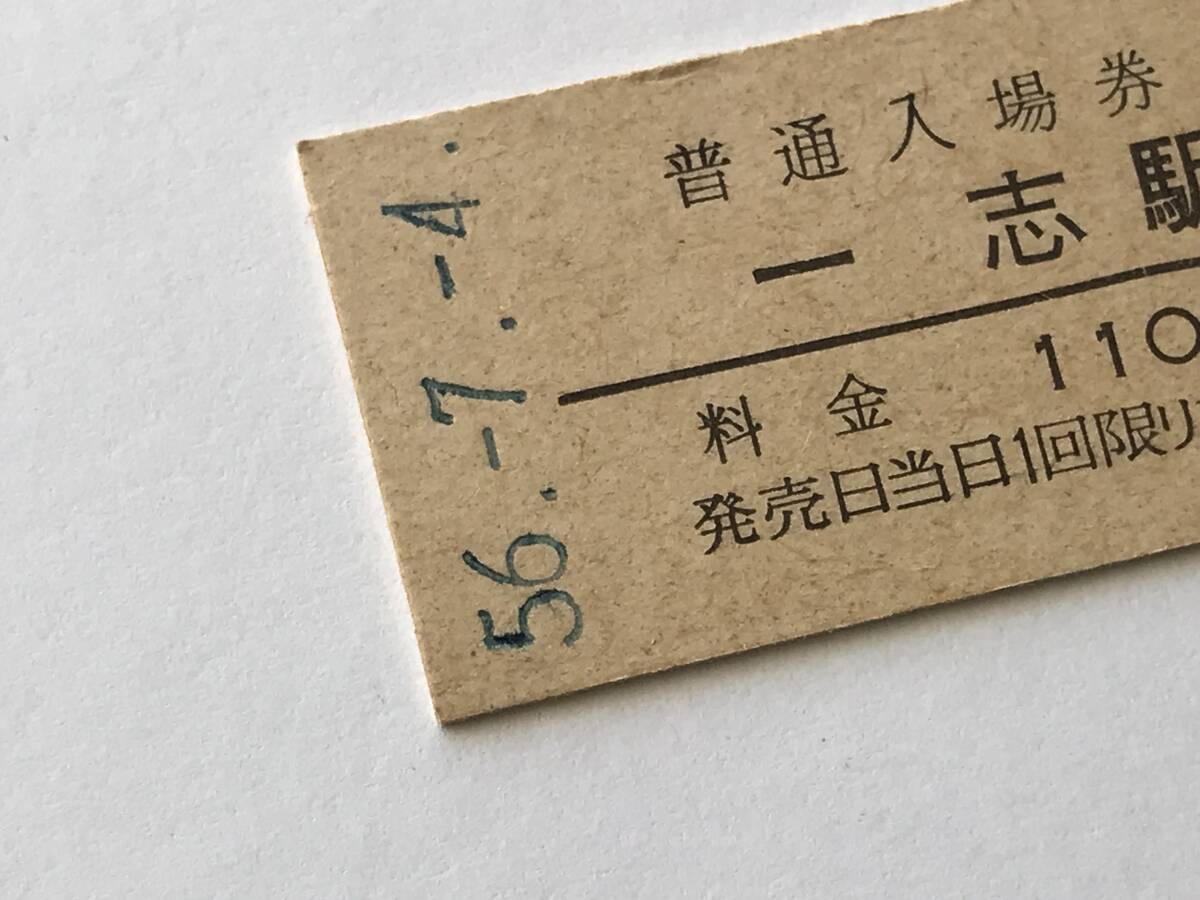 普通入場券
一志駅
料金 110
発売日当日1回限り
56.-7.-4.